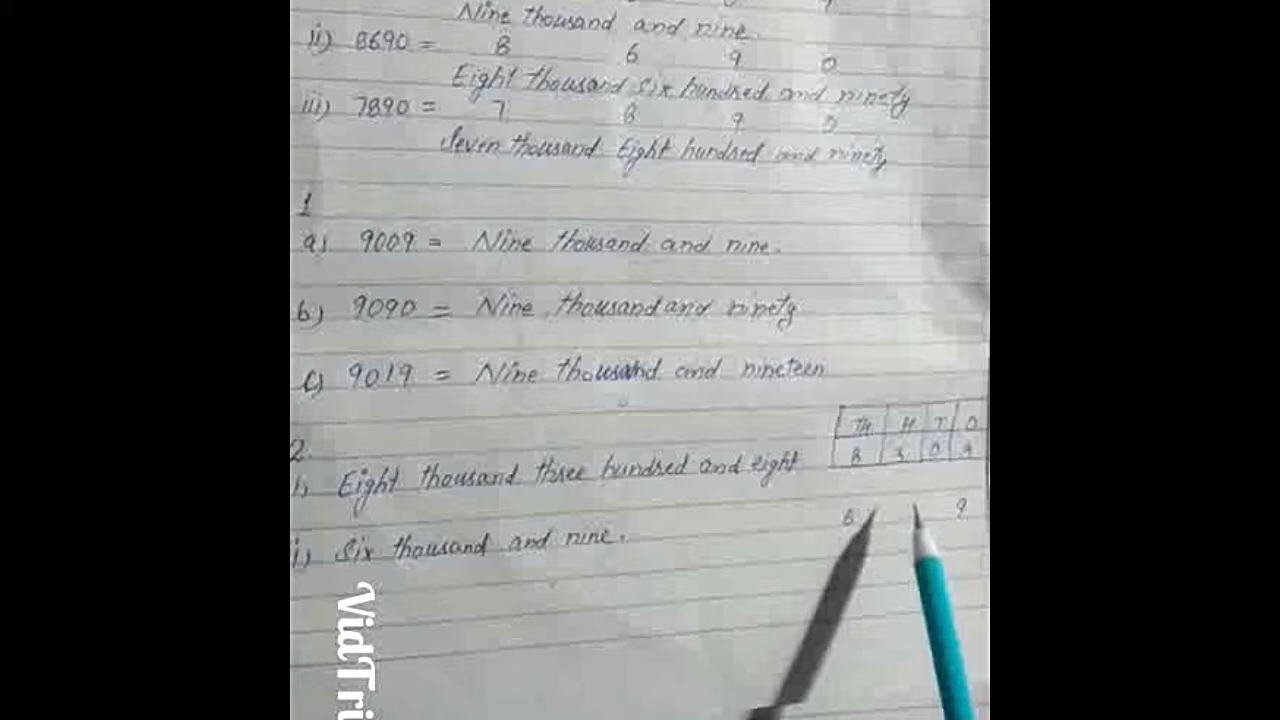 Nine thousand and nine.
ii) 8690 = 8 6 9 0
Eight thousand six hundred and ninety
iii) 7890 = 7 8 9 0
Seven thousand Eight hundred and ninety
1
a) 9009 = Nine thousand and nine.
b) 9090 = Nine thousand and ninety
c) 9019 = Nine thousand and nineteen
TH H T O
2.
8 3 0
i) Eight thousand three hundred and eight
6 9
i) Six thousand and nine.
VidTri